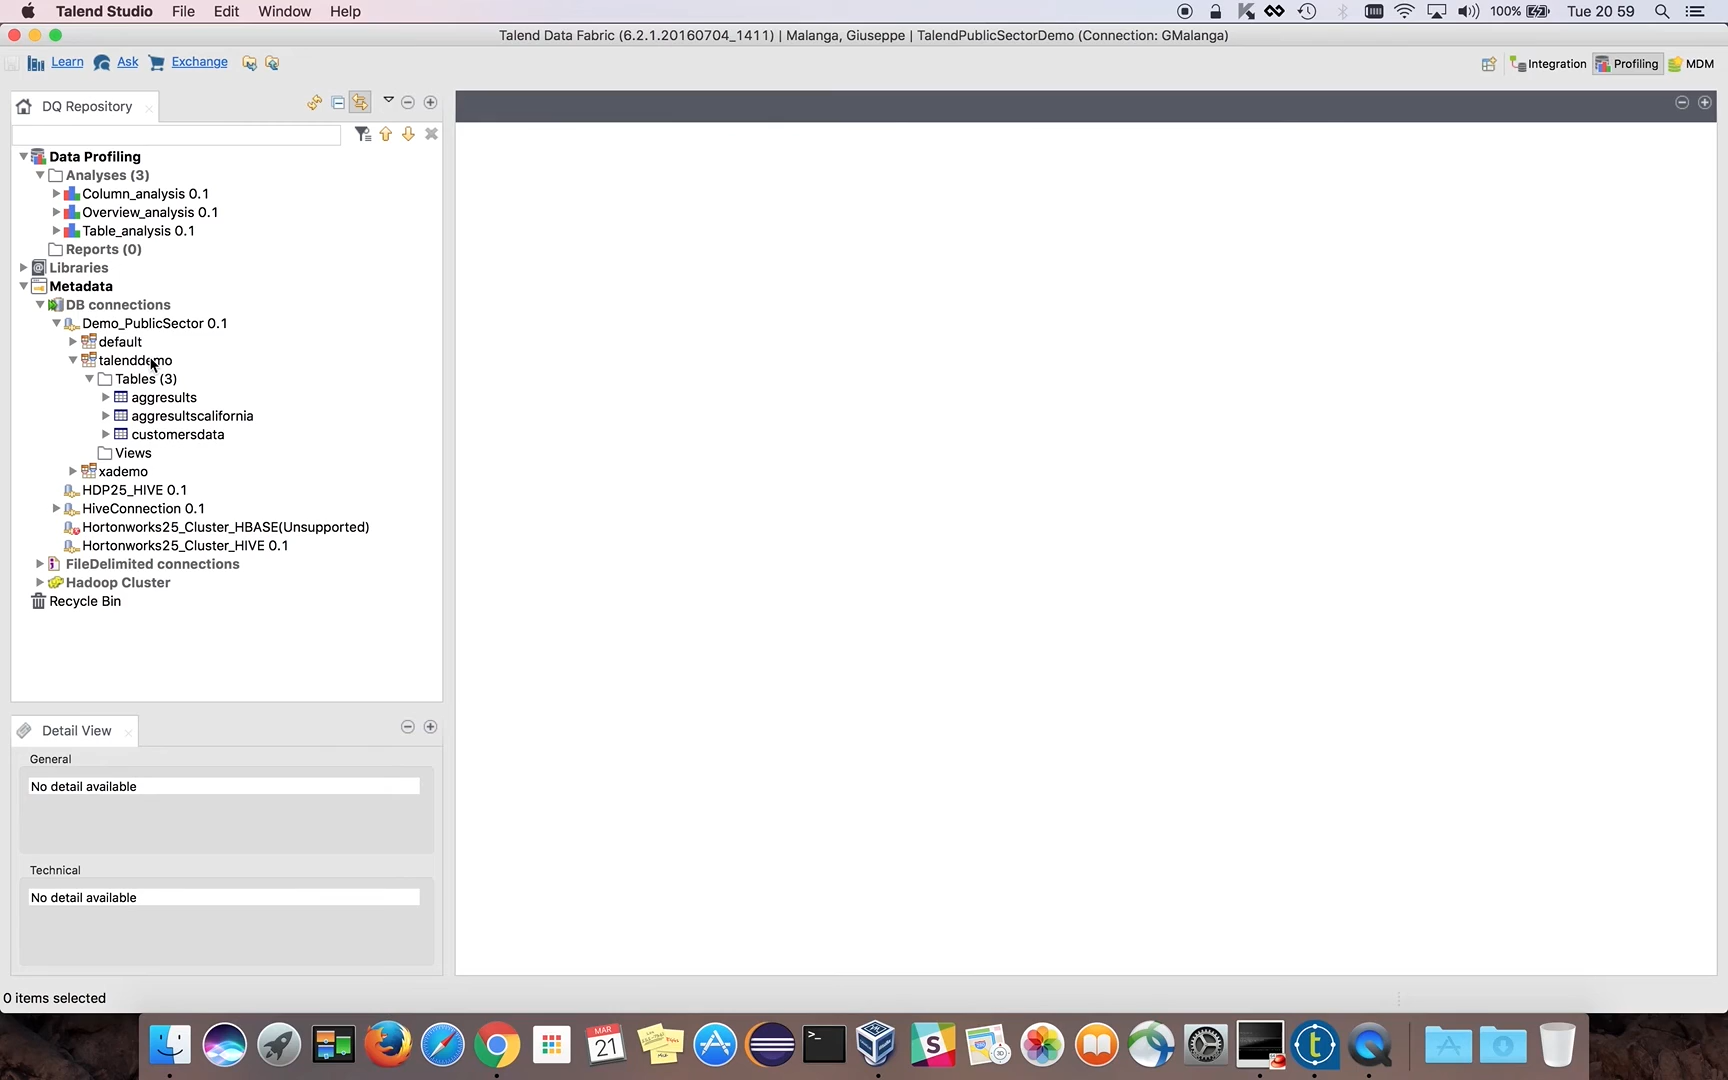 Talend Studio File Edit Window Help 100% Tue 20 59
Talend Data Fabric (6.2.1.20160704_1411) | Malanga, Giuseppe | TalendPublicSectorDemo (Connection: GMalanga)
Learn Ask Exchange Integration Profiling MDM
DQ Repository
Data Profiling
Analyses (3)
Column_analysis 0.1
Overview_analysis 0.1
Table_analysis 0.1
Reports (0)
Libraries
Metadata
DB connections
Demo_PublicSector 0.1
default
talenddemo
Tables (3)
aggresults
aggresultscalifornia
customersdata
Views
xademo
HDP25_HIVE 0.1
HiveConnection 0.1
Hortonworks25_Cluster_HBASE(Unsupported)
Hortonworks25_Cluster_HIVE 0.1
FileDelimited connections
Hadoop Cluster
Recycle Bin
Detail View
General
No detail available
Technical
No detail available
0 items selected
MAR
21